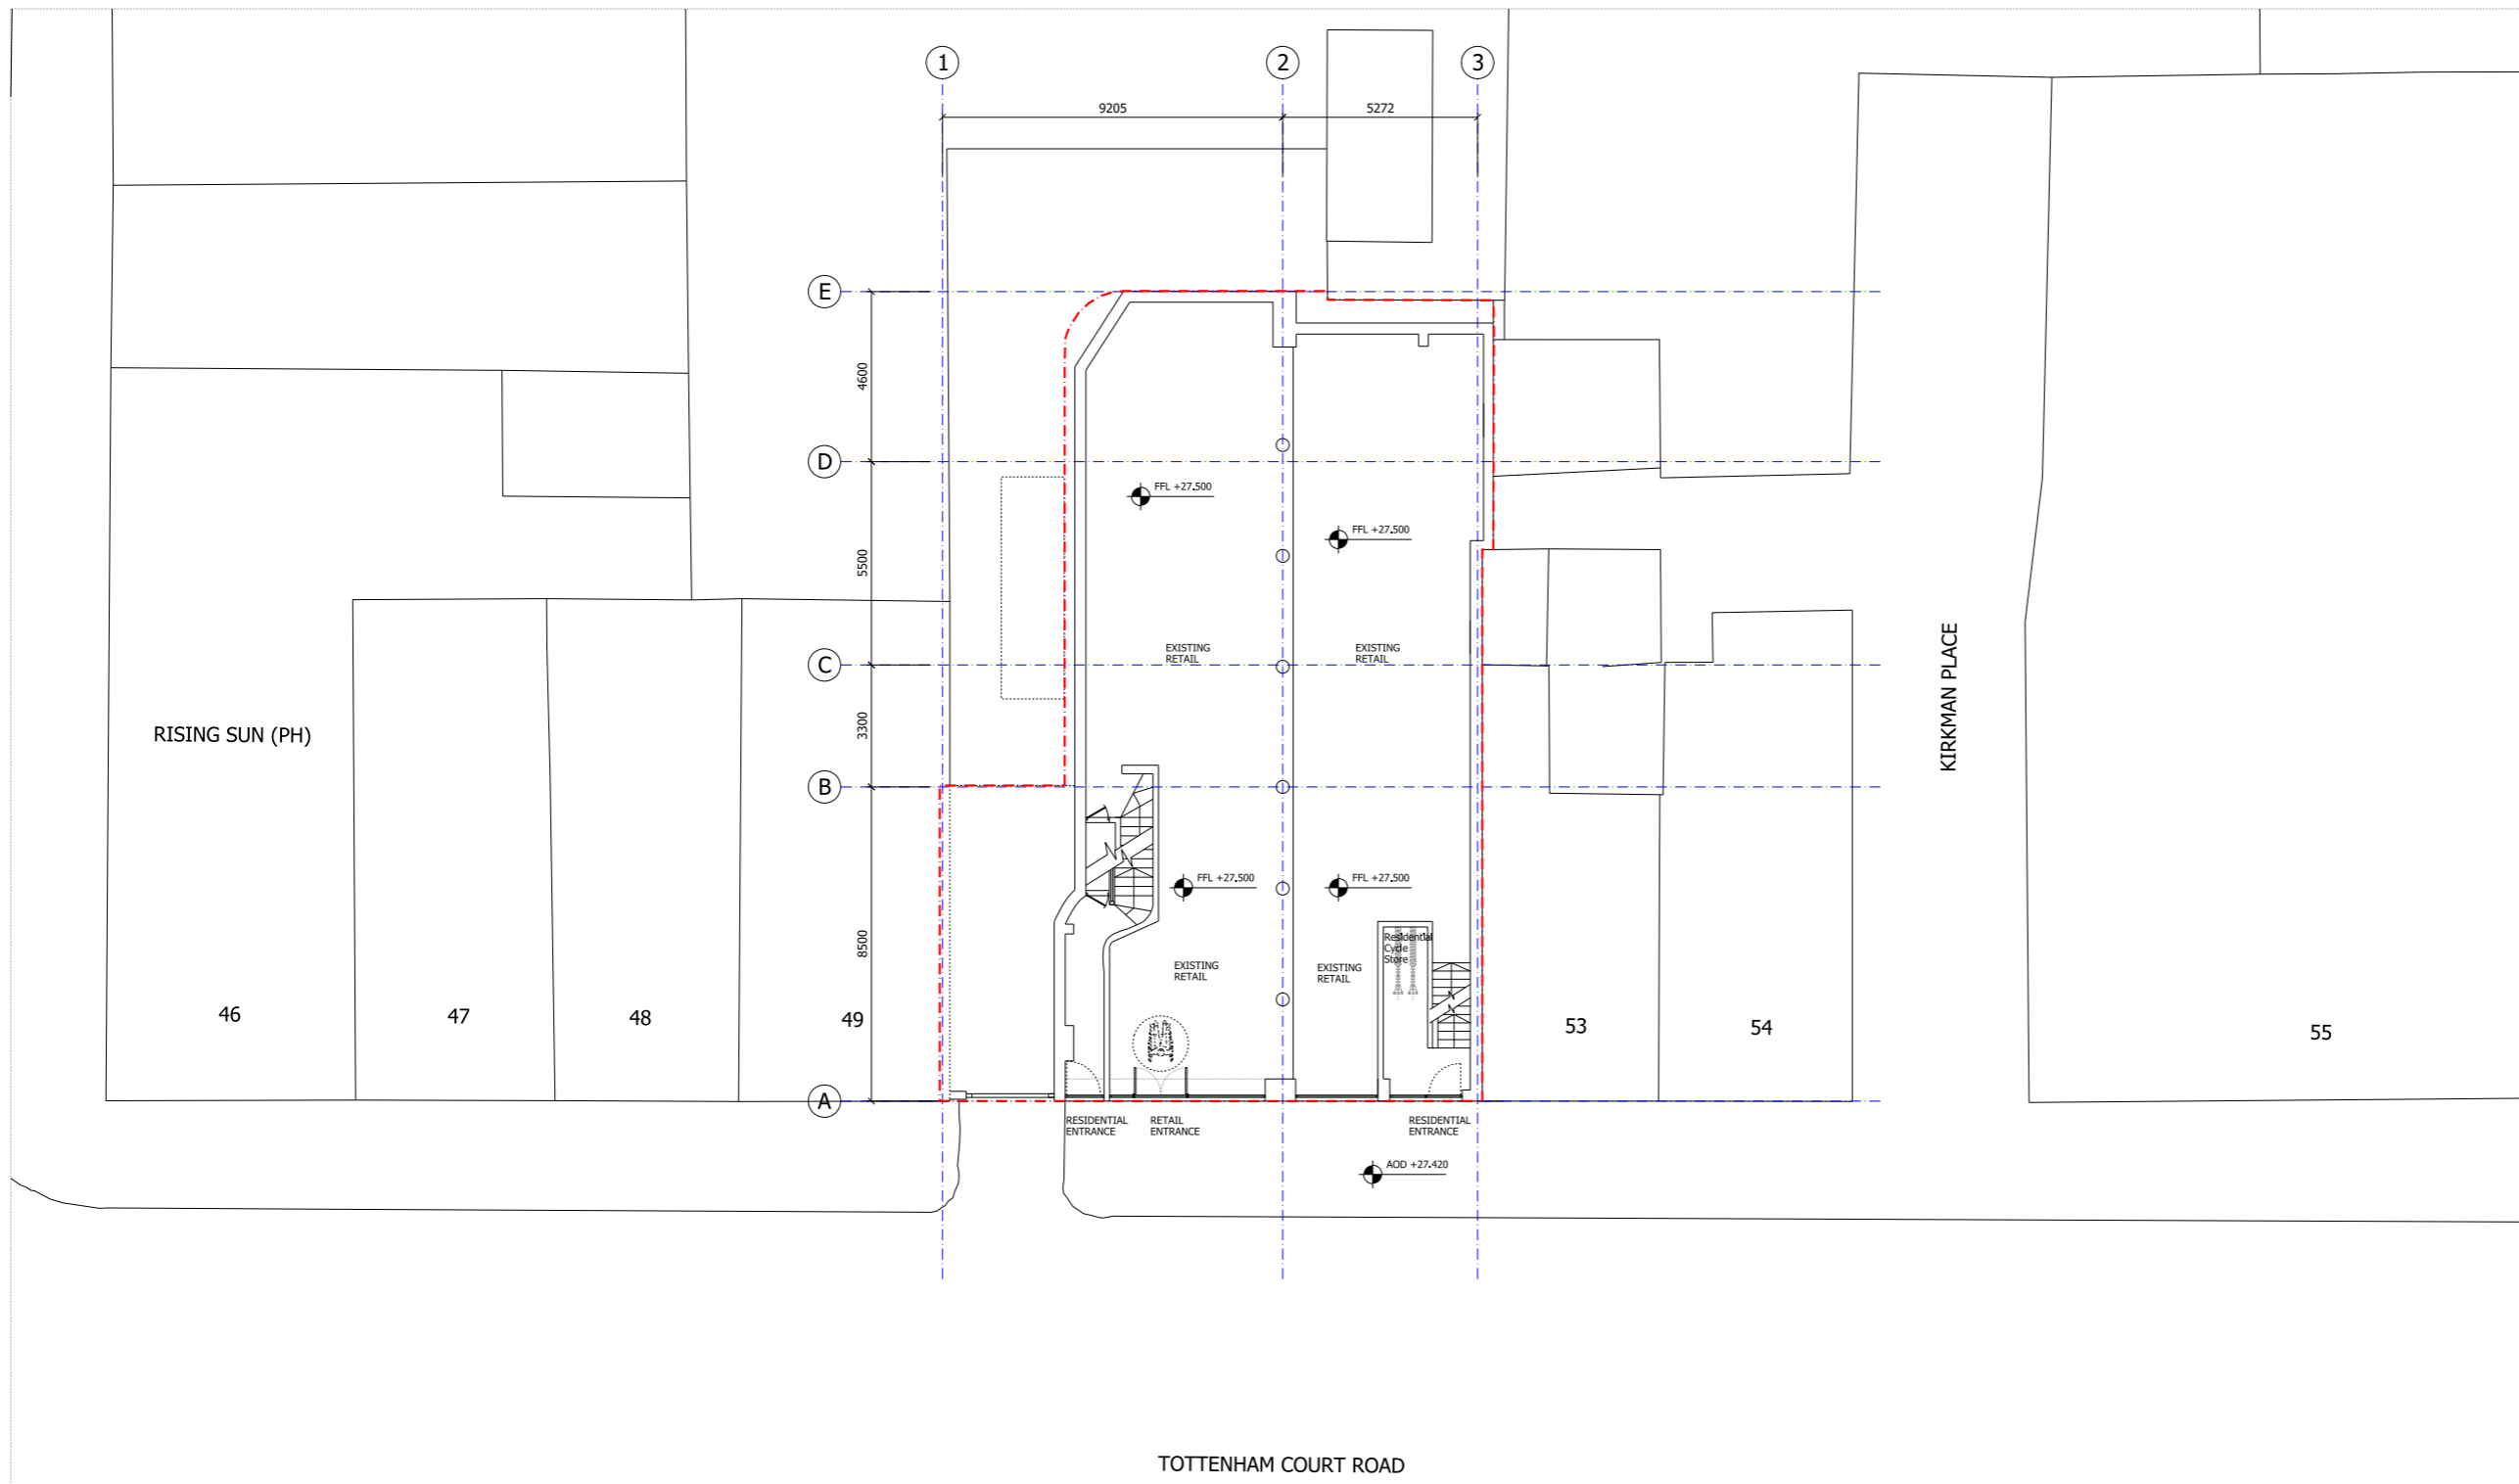 1
2
3
9205
5272
E
4600
D
FFL +27.500
FFL +27.500
5500
EXISTING
RETAIL
EXISTING
RETAIL
C
KIRKMAN PLACE
3300
RISING SUN (PH)
B
FFL +27.500
FFL +27.500
8500
Residential
Cycle
Store
EXISTING
RETAIL
EXISTING
RETAIL
46
47
48
49
53
54
55
A
RESIDENTIAL
ENTRANCE
RETAIL
ENTRANCE
RESIDENTIAL
ENTRANCE
AOD +27.420
TOTTENHAM COURT ROAD